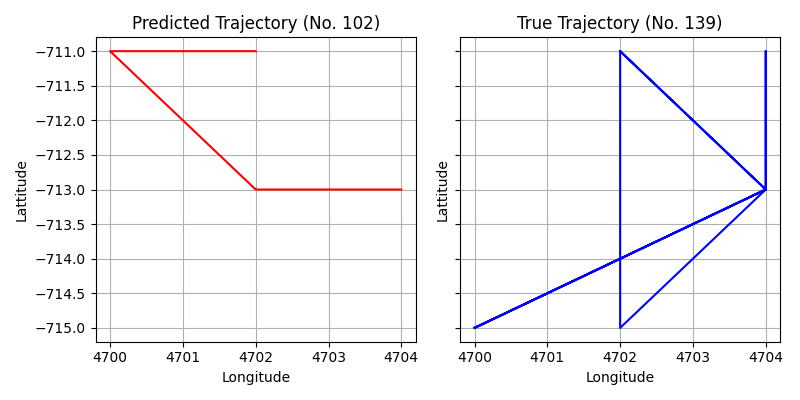 Predicted Trajectory (No. 102)
True Trajectory (No. 139)
Lattitude
−711.0
−711.5
−712.0
−712.5
−713.0
−713.5
−714.0
−714.5
−715.0
4700 4701 4702 4703 4704
Longitude
Lattitude
4700 4701 4702 4703 4704
Longitude